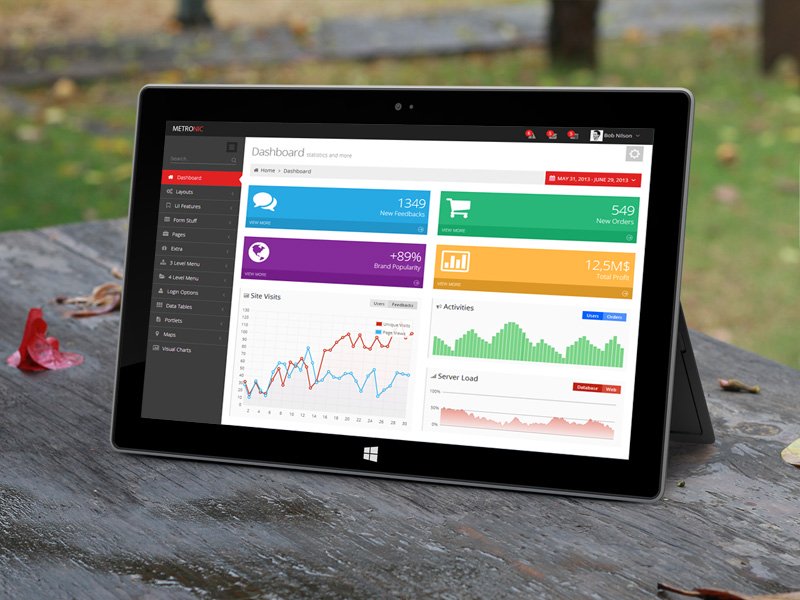 METRONIC
Bob Nilson
Search
Dashboard
Layouts
UI Features
Form Stuff
Pages
Extra
3 Level Menu
4 Level Menu
Login Options
Data Tables
Portlets
Maps
Visual Charts
Dashboard statistics and more
Home > Dashboard
MAY 31, 2013 - JUNE 29, 2013
1349
New Feedbacks
VIEW MORE
549
New Orders
VIEW MORE
+89%
Brand Popularity
VIEW MORE
12,5M$
Total Profit
VIEW MORE
Site Visits
Users Feedbacks
Unique Visits
Page Views
130
120
110
100
90
80
70
60
50
40
30
20
10
0
2 4 6 8 10 12 14 16 18 20 22 24 26 28 30
Activities
Users Orders
Server Load
Database Web
100%
50%
0%